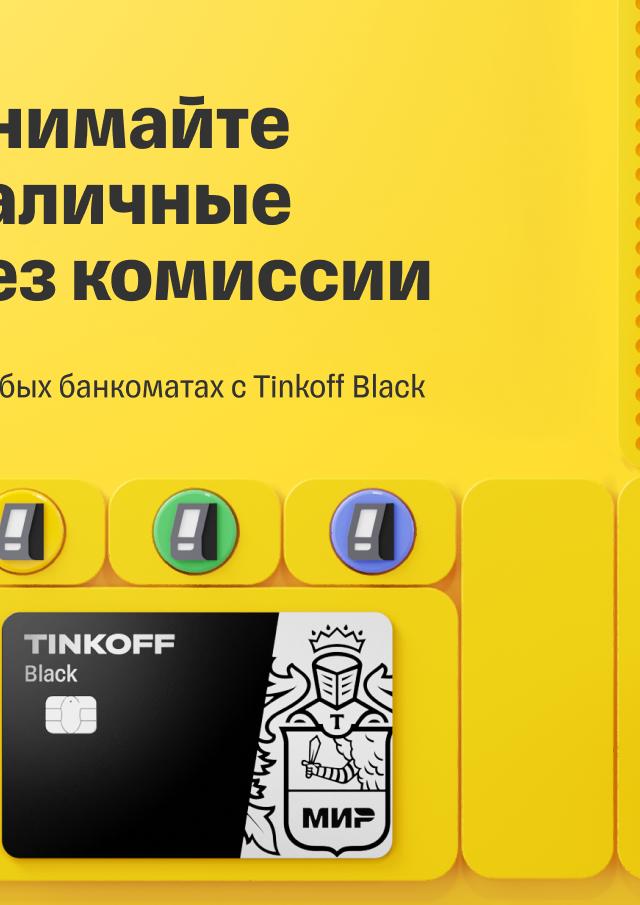 нимайте
аличные
ез комиссии
бых банкоматах с Tinkoff Black
TINKOFF
Black
T
МИР